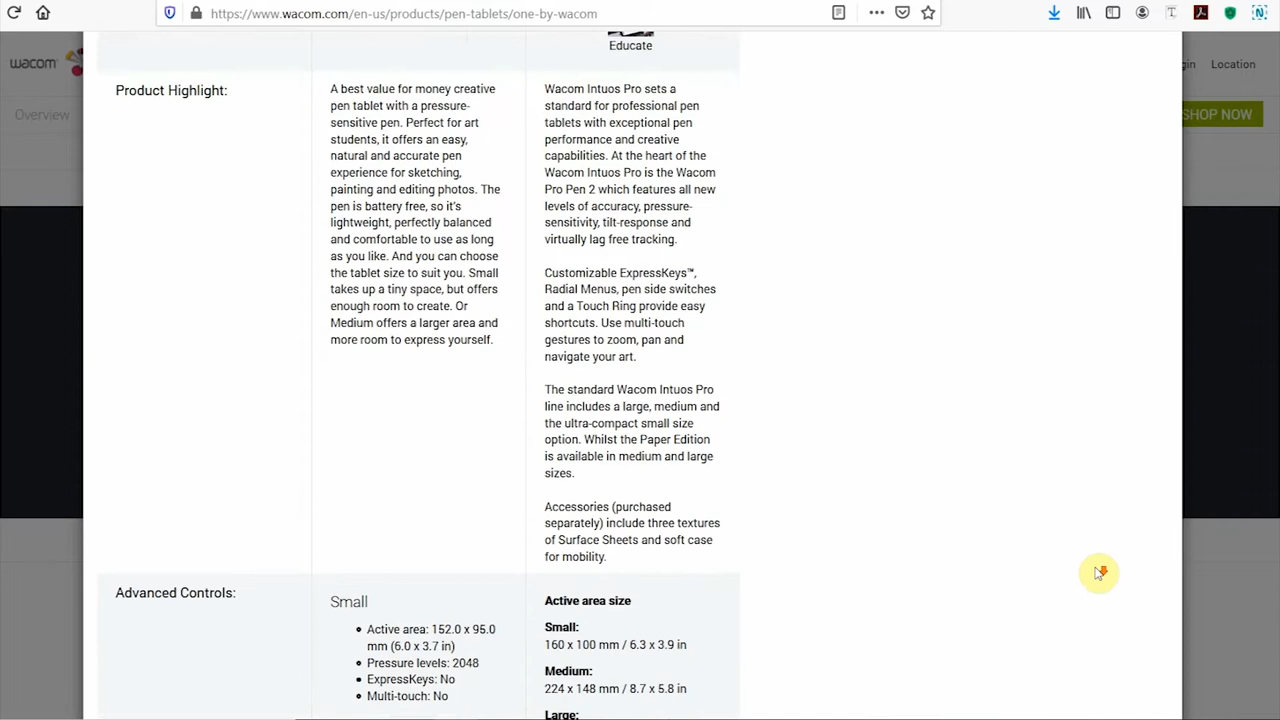 https://www.wacom.com/en-us/products/pen-tablets/one-by-wacom
wacom
gin
Location
Overview
SHOP NOW
Educate
Product Highlight:
A best value for money creative
pen tablet with a pressure-
sensitive pen. Perfect for art
students, it offers an easy,
natural and accurate pen
experience for sketching,
painting and editing photos. The
pen is battery free, so it's
lightweight, perfectly balanced
and comfortable to use as long
as you like. And you can choose
the tablet size to suit you. Small
takes up a tiny space, but offers
enough room to create. Or
Medium offers a larger area and
more room to express yourself.
Wacom Intuos Pro sets a
standard for professional pen
tablets with exceptional pen
performance and creative
capabilities. At the heart of the
Wacom Intuos Pro is the Wacom
Pro Pen 2 which features all new
levels of accuracy, pressure-
sensitivity, tilt-response and
virtually lag free tracking.
Customizable ExpressKeys™,
Radial Menus, pen side switches
and a Touch Ring provide easy
shortcuts. Use multi-touch
gestures to zoom, pan and
navigate your art.
The standard Wacom Intuos Pro
line includes a large, medium and
the ultra-compact small size
option. Whilst the Paper Edition
is available in medium and large
sizes.
Accessories (purchased
separately) include three textures
of Surface Sheets and soft case
for mobility.
Advanced Controls:
Small
• Active area: 152.0 x 95.0
mm (6.0 x 3.7 in)
• Pressure levels: 2048
• ExpressKeys: No
• Multi-touch: No
Active area size
Small:
160 x 100 mm / 6.3 x 3.9 in
Medium:
224 x 148 mm / 8.7 x 5.8 in
Large: